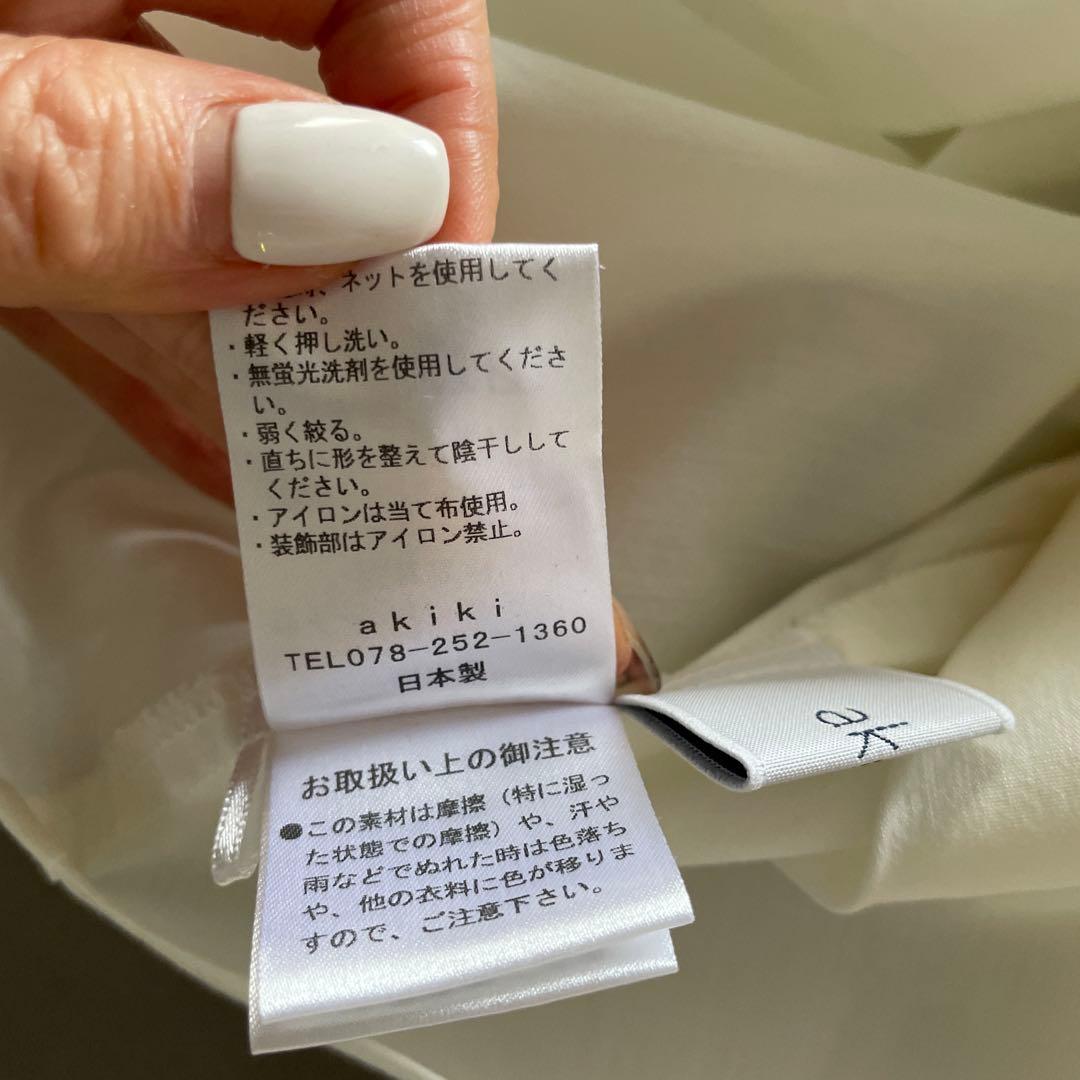 ネットを使用してく
ださい。
・軽く押し洗い。
・無蛍光洗剤を使用してくださ
い。
・弱く絞る。
・直ちに形を整えて陰干しして
ください。
・アイロンは当て布使用。
・装飾部はアイロン禁止。
akiki
TEL078-252-1360
日本製
お取扱い上の御注意
●この素材は摩擦（特に湿っ
た状態での摩擦）や、汗や
雨などでぬれた時は色落ち
や、他の衣料に色が移りま
すので、ご注意下さい。
ak